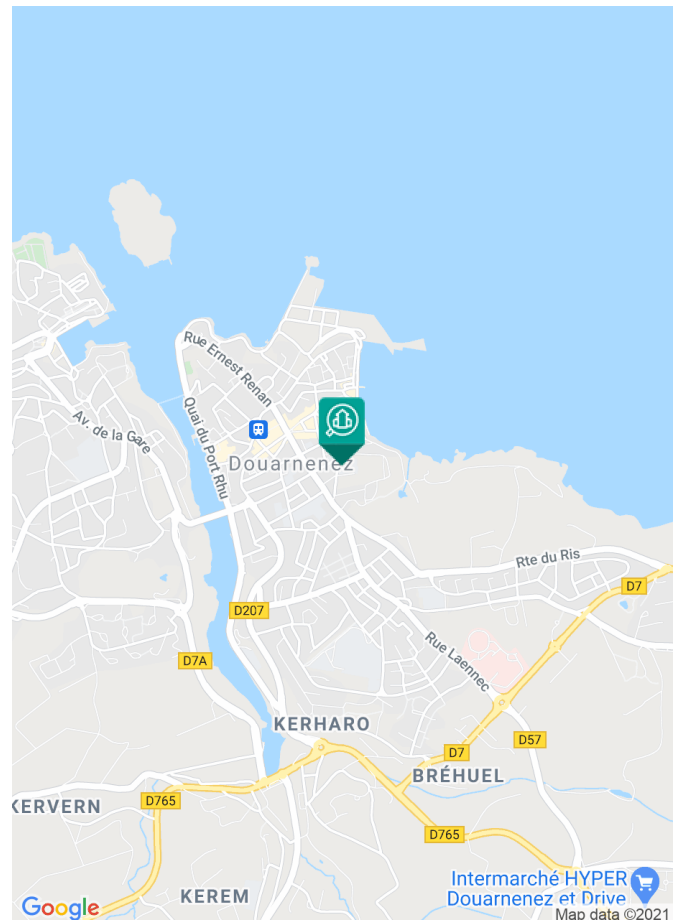 Rue Ernest Renan
Av. de la Gare
Quai du Port Rhu
Douarnenez
Rte du Ris
D7
D207
Rue Laennec
D7A
KERHARO
D57
D7
BRÉHUEL
KERVERN
D765
D765
Intermarché HYPER
Douarnenez et Drive
KEREM
Google
Map data ©2021